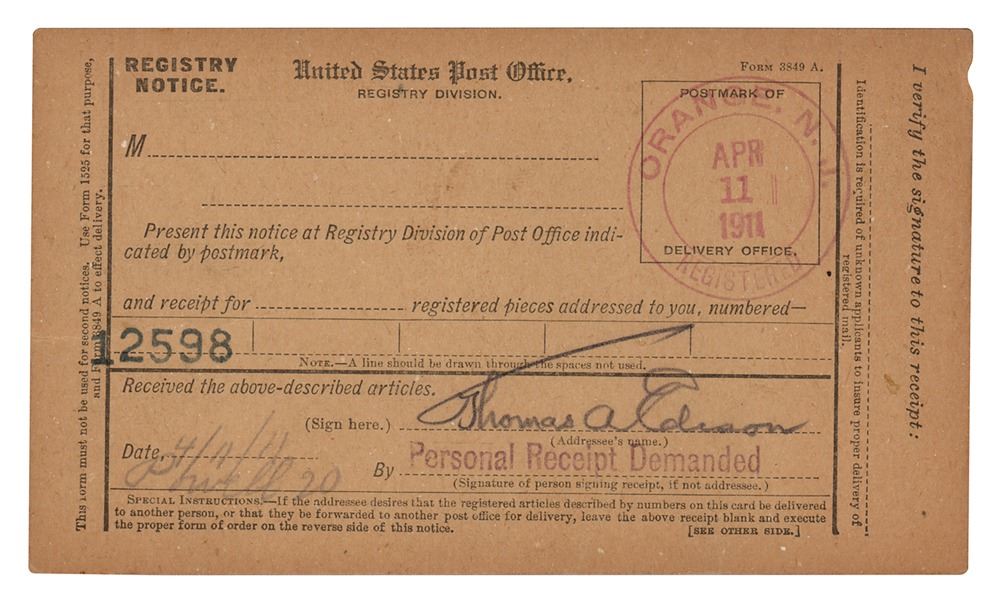 REGISTRY NOTICE.
United States Post Office,
REGISTRY DIVISION.
FORM 3849 A.
POSTMARK OF
ORANGE, N. J.
APR
11
1911
REGISTERED
DELIVERY OFFICE.
M
Present this notice at Registry Division of Post Office indi-
cated by postmark,
and receipt for registered pieces addressed to you, numbered—
12598
NOTE.—A line should be drawn through the spaces not used.
Received the above-described articles.
(Sign here.) Thomas A Edison
(Addressee's name.)
Date, 4/11/11
By Personal Receipt Demanded
(Signature of person signing receipt, if not addressee.)
SPECIAL INSTRUCTIONS.—If the addressee desires that the registered articles described by numbers on this card be delivered
to another person, or that they be forwarded to another post office for delivery, leave the above receipt blank and execute
the proper form of order on the reverse side of this notice.
[SEE OTHER SIDE.]
This form must not be used for second notices. Use Form 1525 for that purpose,
and Form 3849 A to effect delivery.
Identification is required of unknown applicants to insure proper delivery of
registered mail.
I verify the signature to this receipt: